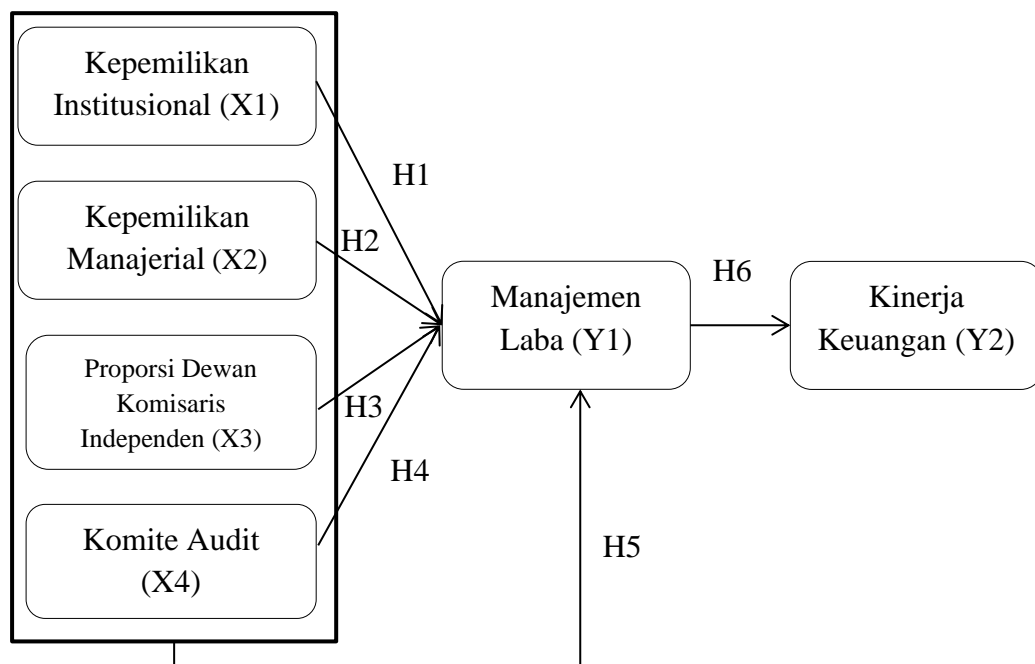 Kepemilikan
Institusional (X1)
H1
Kepemilikan
Manajerial (X2)
H2
Manajemen
Laba (Y1)
H6
Kinerja
Keuangan (Y2)
Proporsi Dewan
Komisaris
Independen (X3)
H3
H4
Komite Audit
(X4)
H5